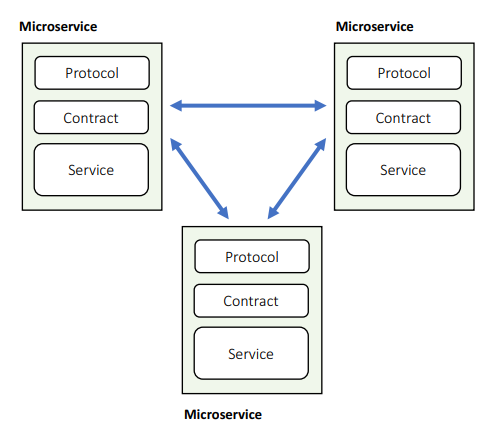 Microservice
Protocol
Contract
Service
Microservice
Protocol
Contract
Service
Protocol
Contract
Service
Microservice